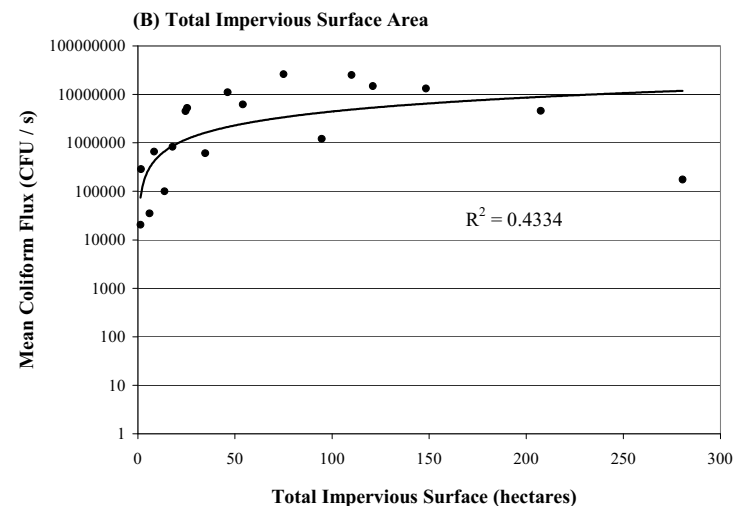 (B) Total Impervious Surface Area
100000000
10000000
1000000
100000
10000
1000
100
10
1
Mean Coliform Flux (CFU / s)
R² = 0.4334
0 50 100 150 200 250 300
Total Impervious Surface (hectares)